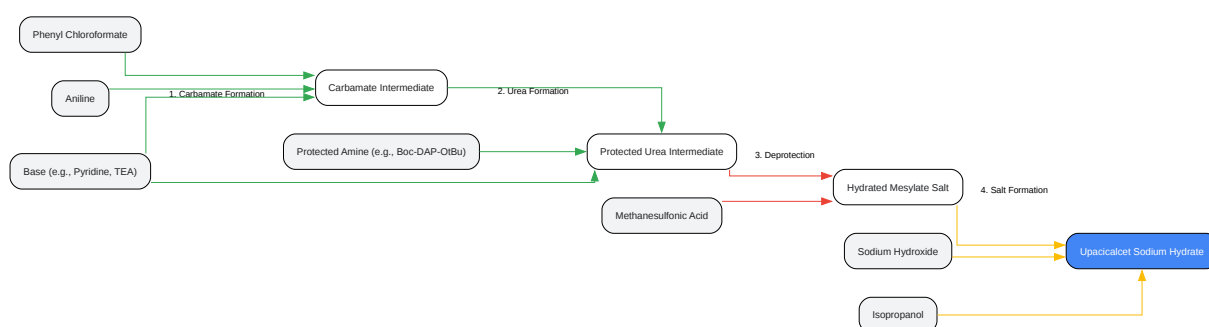 Phenyl Chloroformate
Aniline
1. Carbamate Formation
Carbamate Intermediate
2. Urea Formation
Base (e.g., Pyridine, TEA)
Protected Amine (e.g., Boc-DAP-OtBu)
Protected Urea Intermediate
3. Deprotection
Hydrated Mesylate Salt
4. Salt Formation
Methanesulfonic Acid
Sodium Hydroxide
Upacicalcet Sodium Hydrate
Isopropanol